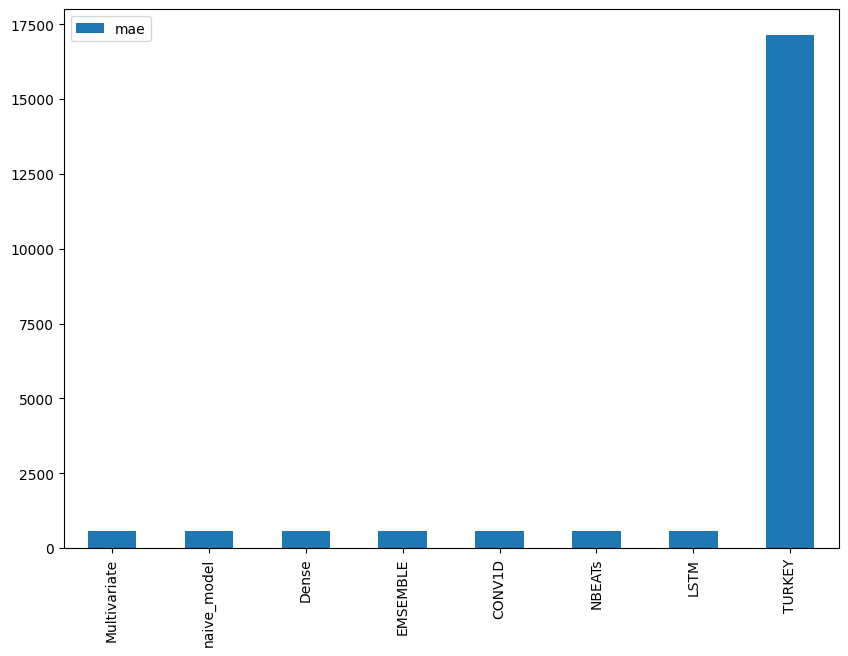 mae
17500
15000
12500
10000
7500
5000
2500
0
Multivariate
naive_model
Dense
EMSEMBLE
CONV1D
NBEATs
LSTM
TURKEY